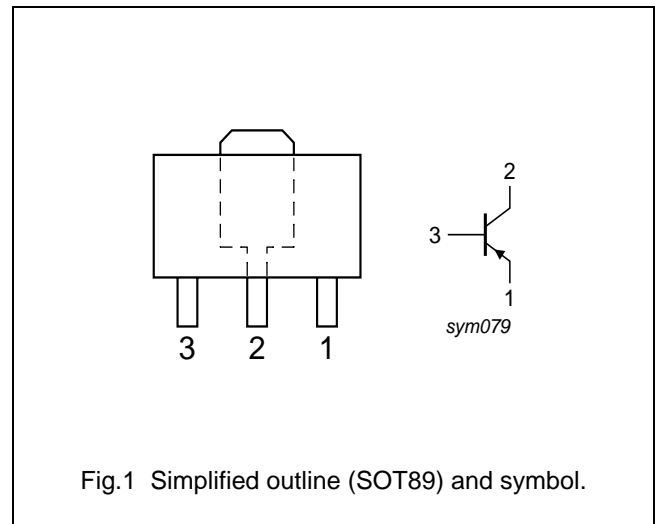 2
3
1
sym079
3 2 1
Fig.1 Simplified outline (SOT89) and symbol.